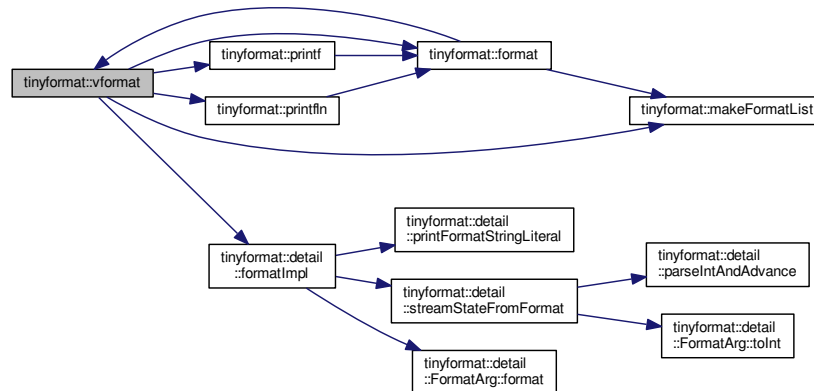 tinyformat::vformat
tinyformat::printf
tinyformat::printfln
tinyformat::format
tinyformat::makeFormatList
tinyformat::detail
::formatImpl
tinyformat::detail
::printFormatStringLiteral
tinyformat::detail
::streamStateFromFormat
tinyformat::detail
::FormatArg::format
tinyformat::detail
::parseIntAndAdvance
tinyformat::detail
::FormatArg::toInt